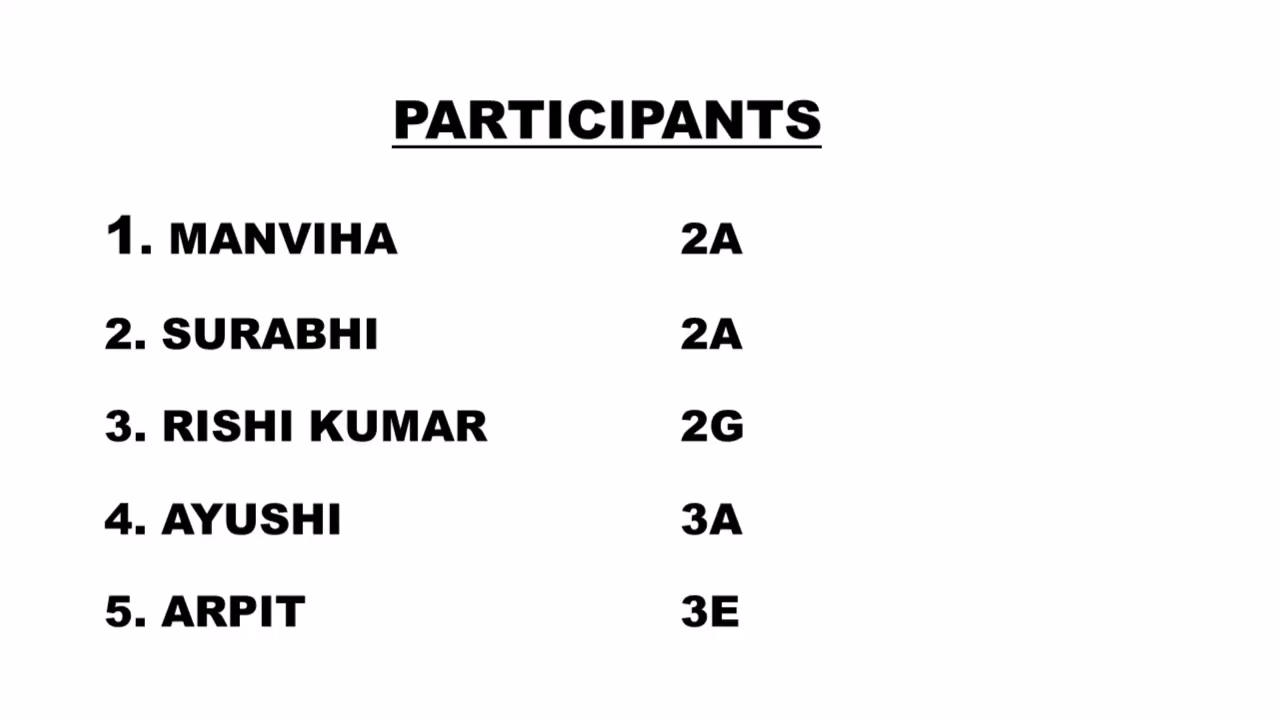 PARTICIPANTS
1. MANVIHA 2A
2. SURABHI 2A
3. RISHI KUMAR 2G
4. AYUSHI 3A
5. ARPIT 3E